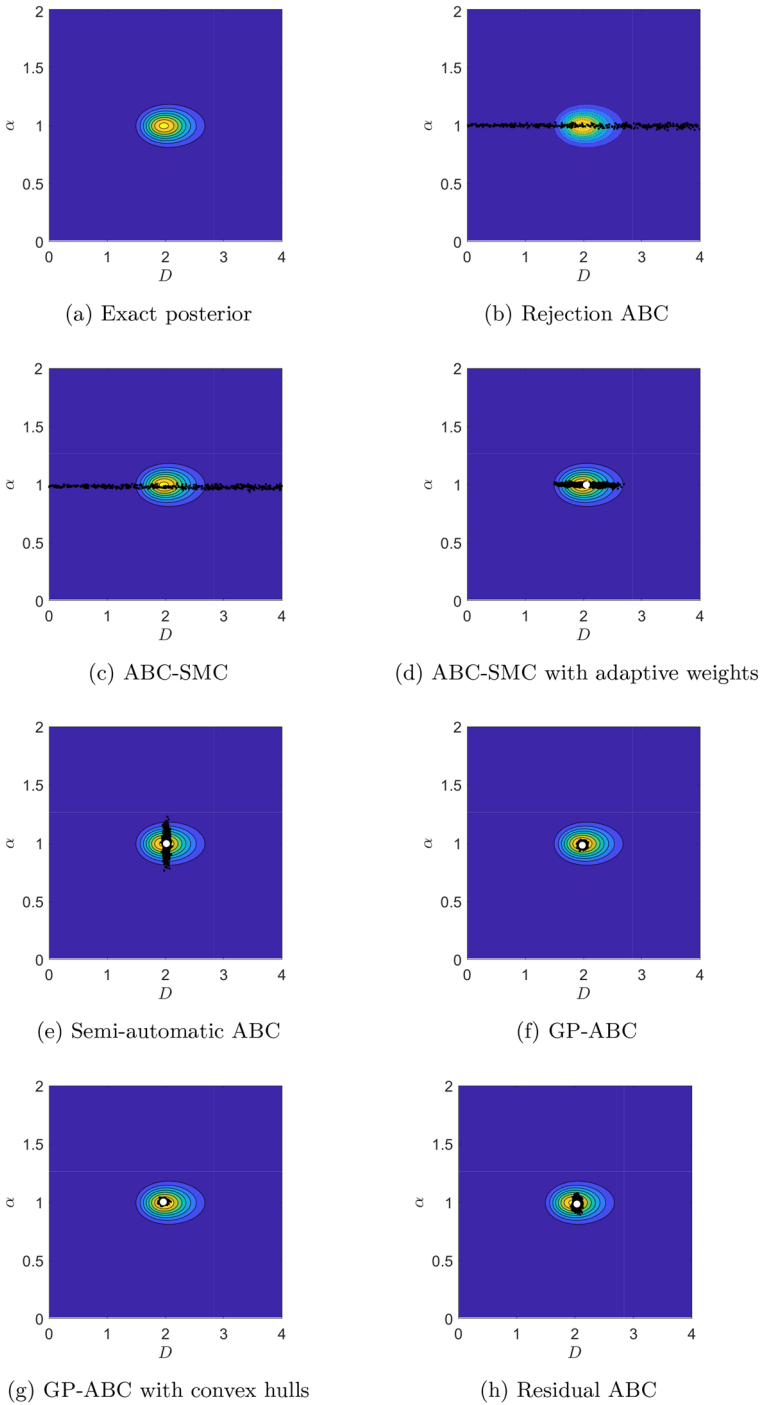 2
1.5
α
1
0.5
0
0 1 2 3 4
D
(a) Exact posterior
2
1.5
α
1
0.5
0
0 1 2 3 4
D
(b) Rejection ABC
2
1.5
α
1
0.5
0
0 1 2 3 4
D
(c) ABC-SMC
2
1.5
α
1
0.5
0
0 1 2 3 4
D
(d) ABC-SMC with adaptive weights
2
1.5
α
1
0.5
0
0 1 2 3 4
D
(e) Semi-automatic ABC
2
1.5
α
1
0.5
0
0 1 2 3 4
D
(f) GP-ABC
2
1.5
α
1
0.5
0
0 1 2 3 4
D
(g) GP-ABC with convex hulls
2
1.5
α
1
0.5
0
0 1 2 3 4
D
(h) Residual ABC